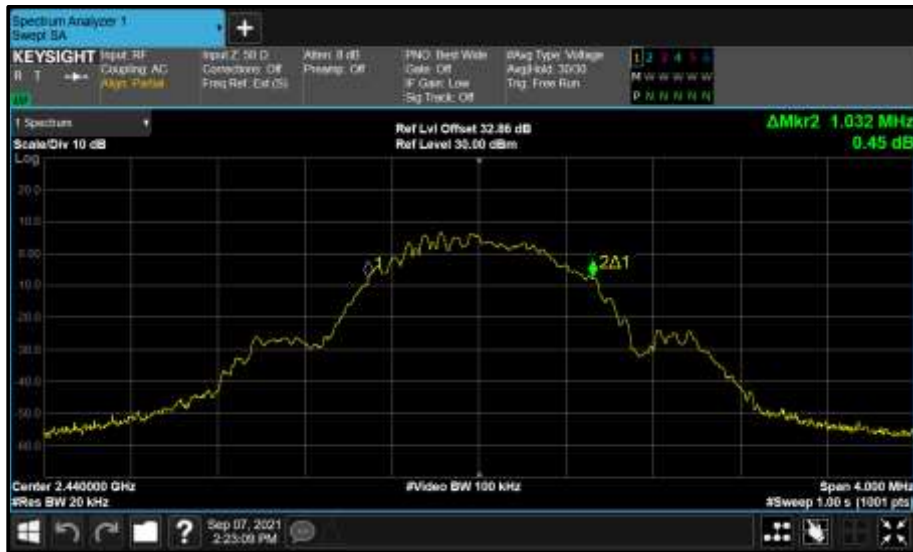 Spectrum Analyzer 1
Swept SA
+
KEYSIGHT Input: RF
R T Coupling: AC
Align: Partial
Input Z: 50 Ω
Corrections: Off
Freq Ref: Ext (S)
Atten: 8 dB
Preamp: Off
PNO: Best Wide
Gate: Off
IF Gain: Low
Sig Track: Off
#Avg Type: Voltage
Avg|Hold: 30/30
Trig: Free Run
1 2 3 4 5 6
M W W W W W
P N N N N N
1 Spectrum
Scale/Div 10 dB
Log
Ref Lvl Offset 32.86 dB
Ref Level 30.00 dBm
ΔMkr2 1.032 MHz
0.45 dB
20.0
10.0
0.00
1
2Δ1
-10.0
-20.0
-30.0
-40.0
-50.0
-60.0
Center 2.440000 GHz
#Res BW 20 kHz
#Video BW 100 kHz
Span 4.000 MHz
#Sweep 1.00 s (1001 pts)
?
Sep 07, 2021
2:23:09 PM